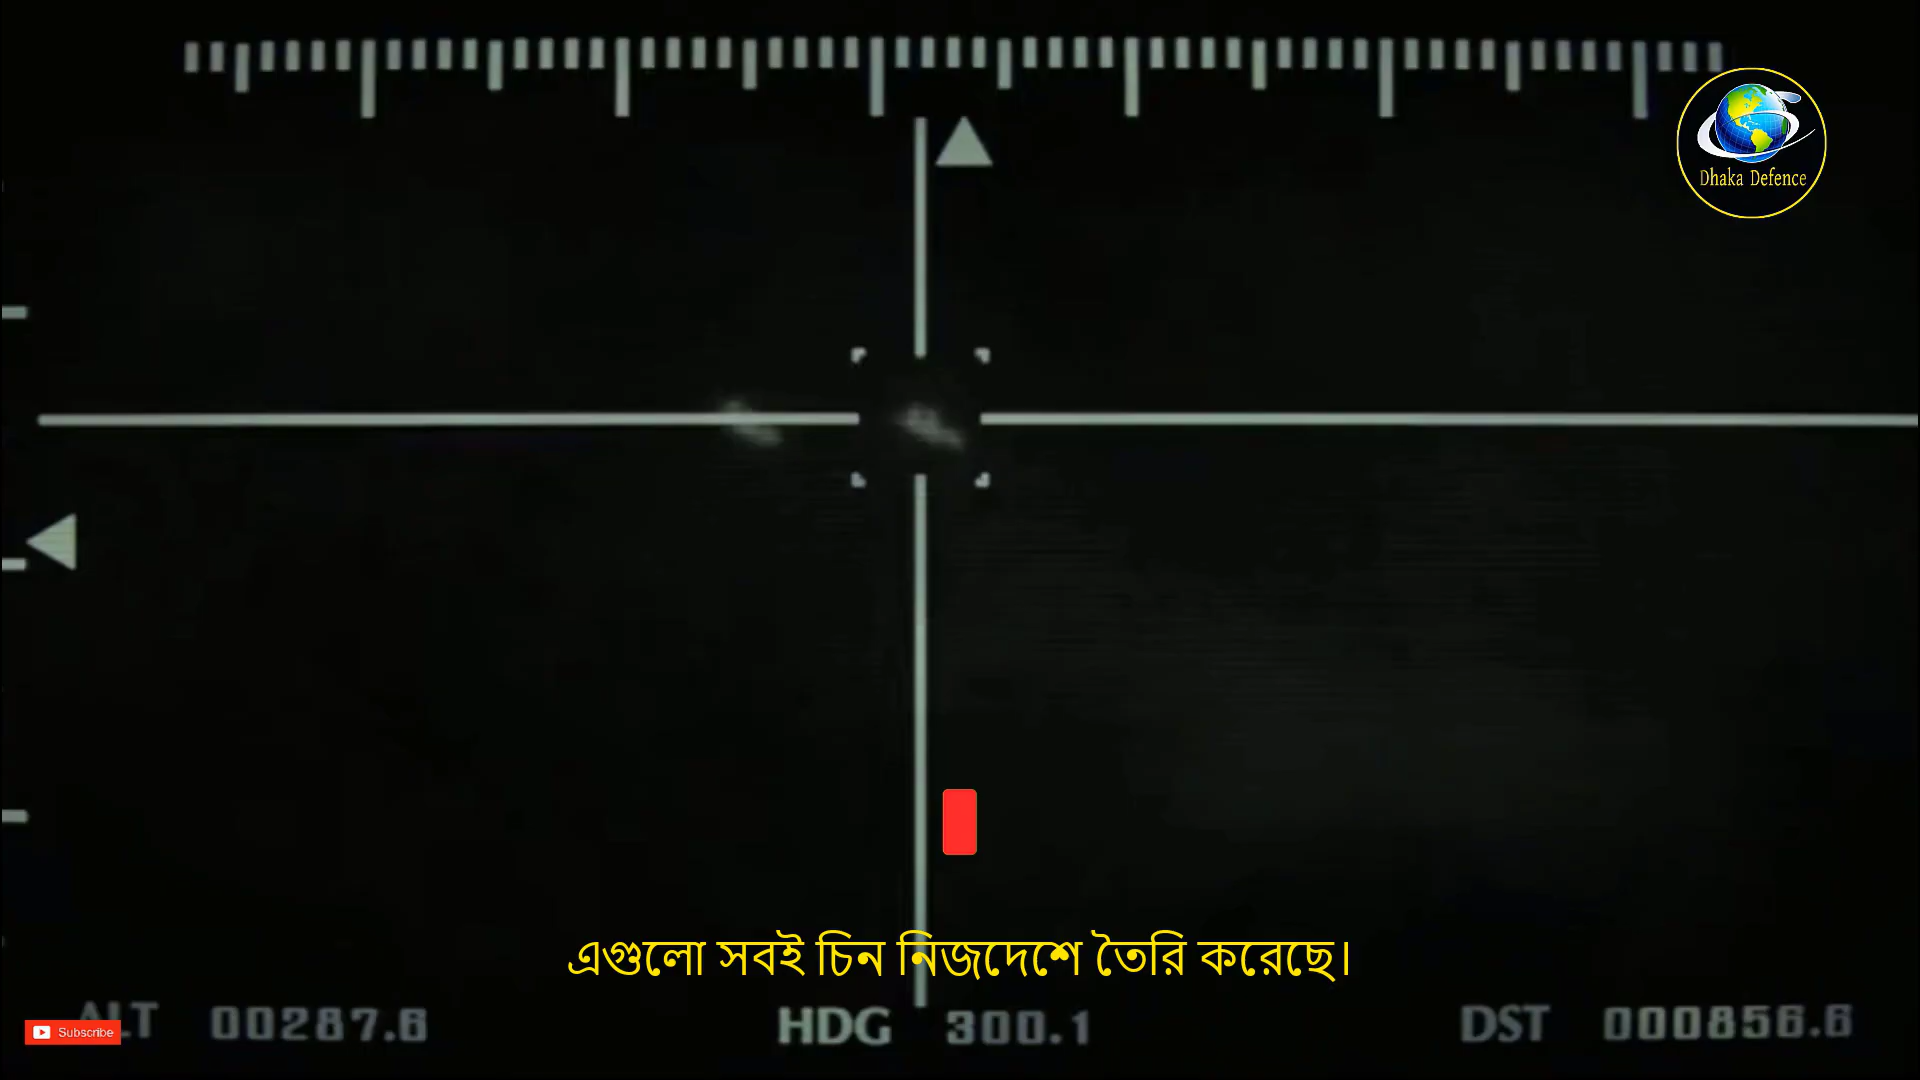 Dhaka Defence
এগুলো সবই চিন নিজদেশে তৈরি করেছে।
ALT 00287.6
HDG 300.1
DST 000856.6
Subscribe